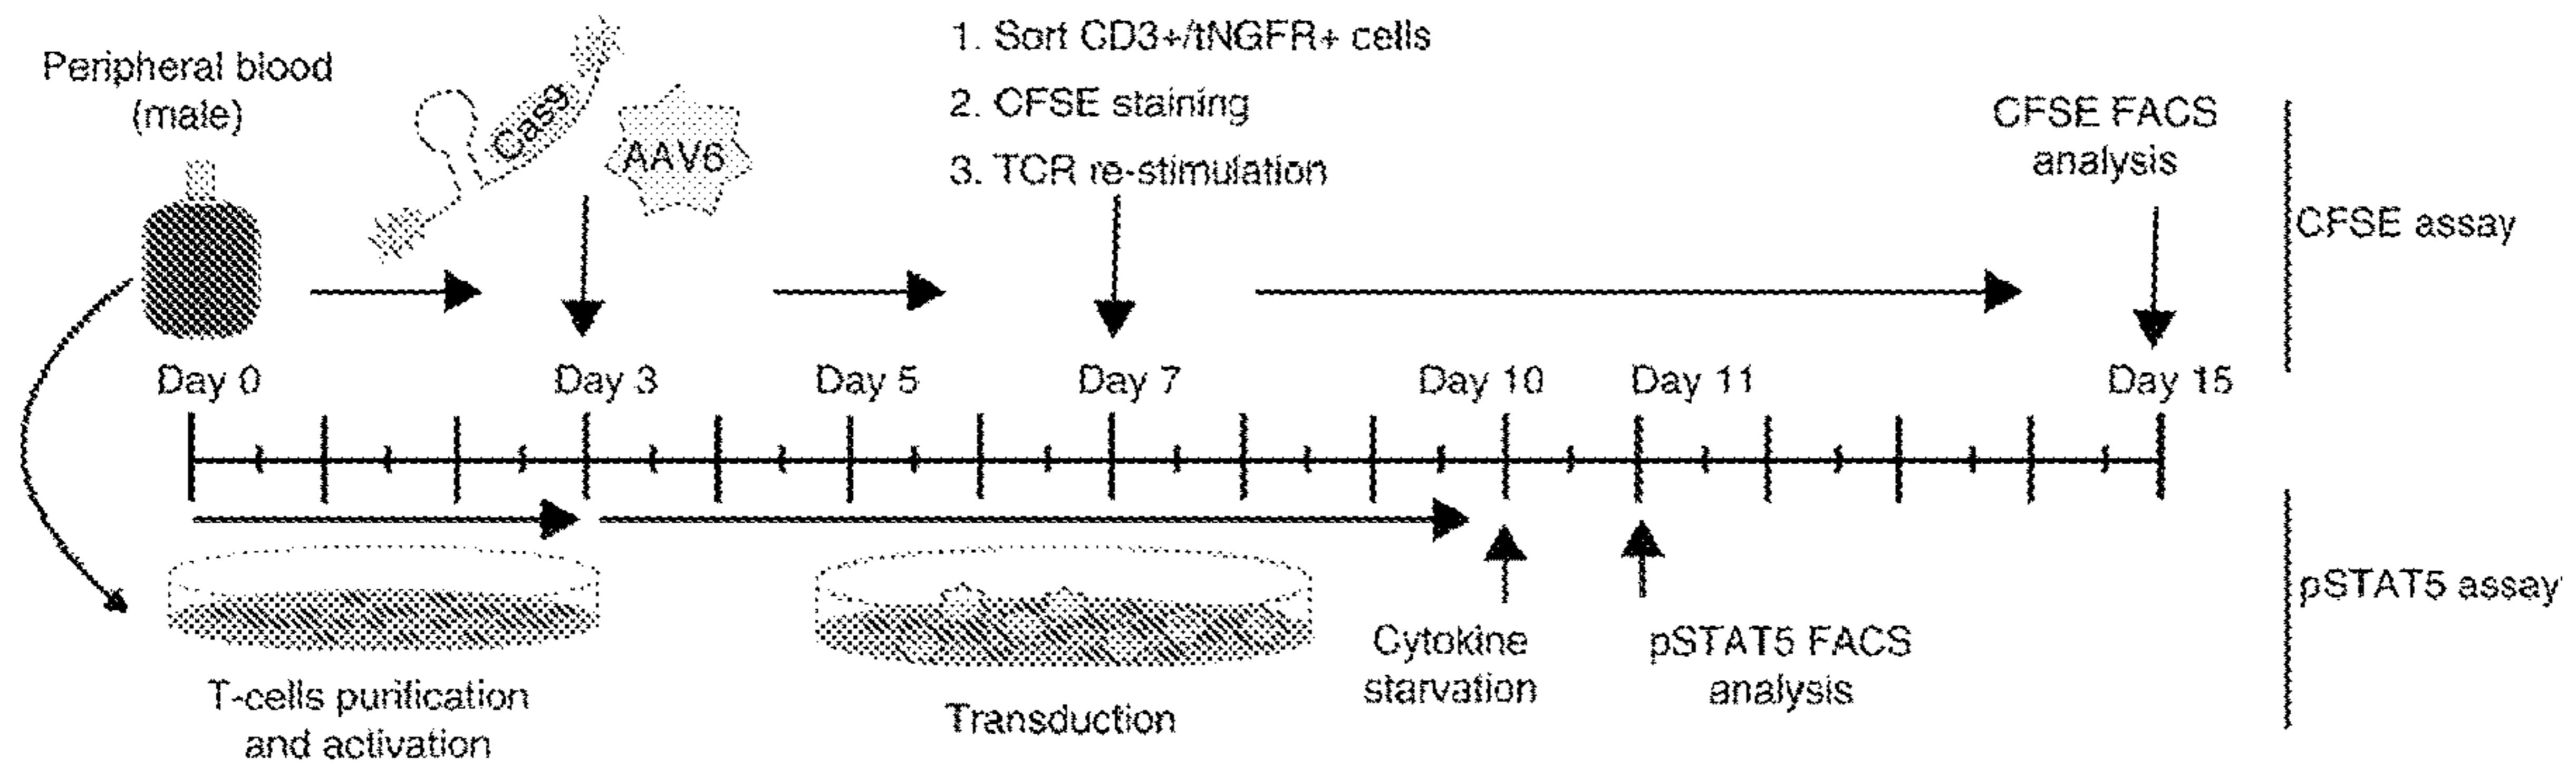 Peripheral blood
(male)
Cas9
AAV6
1. Sort CD3+/tNGFR+ cells
2. CFSE staining
3. TCR re-stimulation
CFSE FACS
analysis
CFSE assay
Day 0
Day 3
Day 5
Day 7
Day 10
Day 11
Day 15
T-cells purification
and activation
Transduction
Cytokine
starvation
pSTAT5 FACS
analysis
pSTAT5 assay